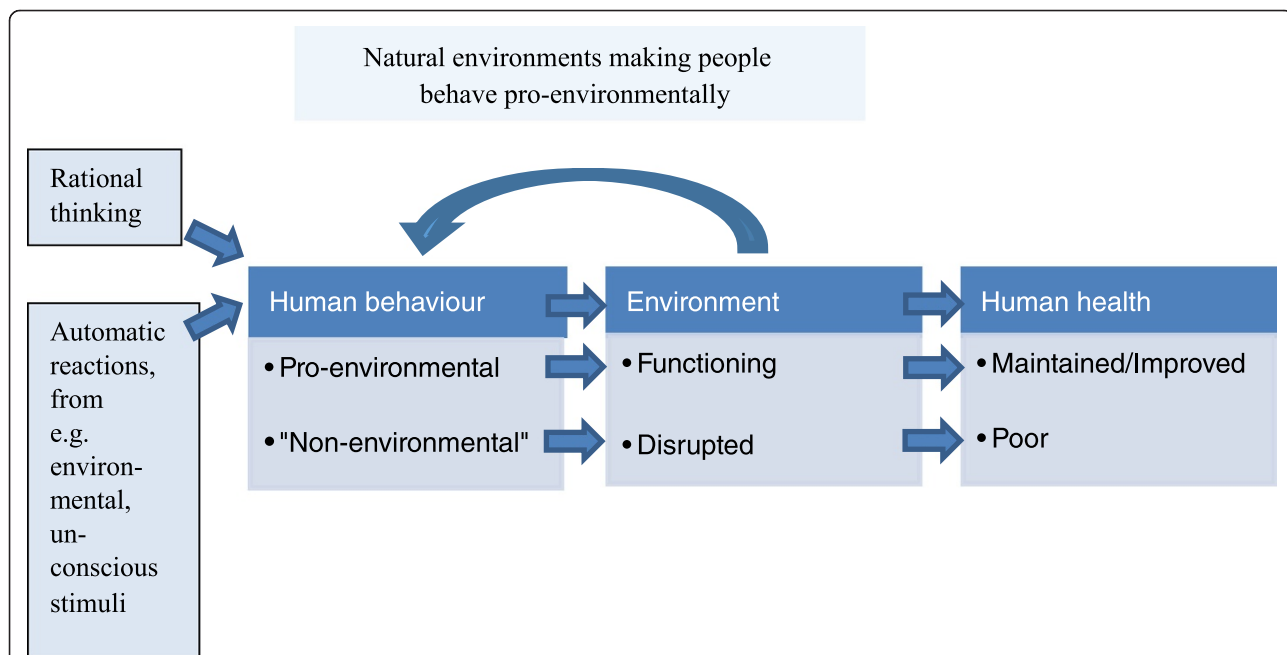 Natural environments making people
behave pro-environmentally
Rational
thinking
Automatic
reactions,
from
e.g.
environ-
mental,
un-
conscious
stimuli
Human behaviour
• Pro-environmental
• "Non-environmental"
Environment
• Functioning
• Disrupted
Human health
• Maintained/Improved
• Poor